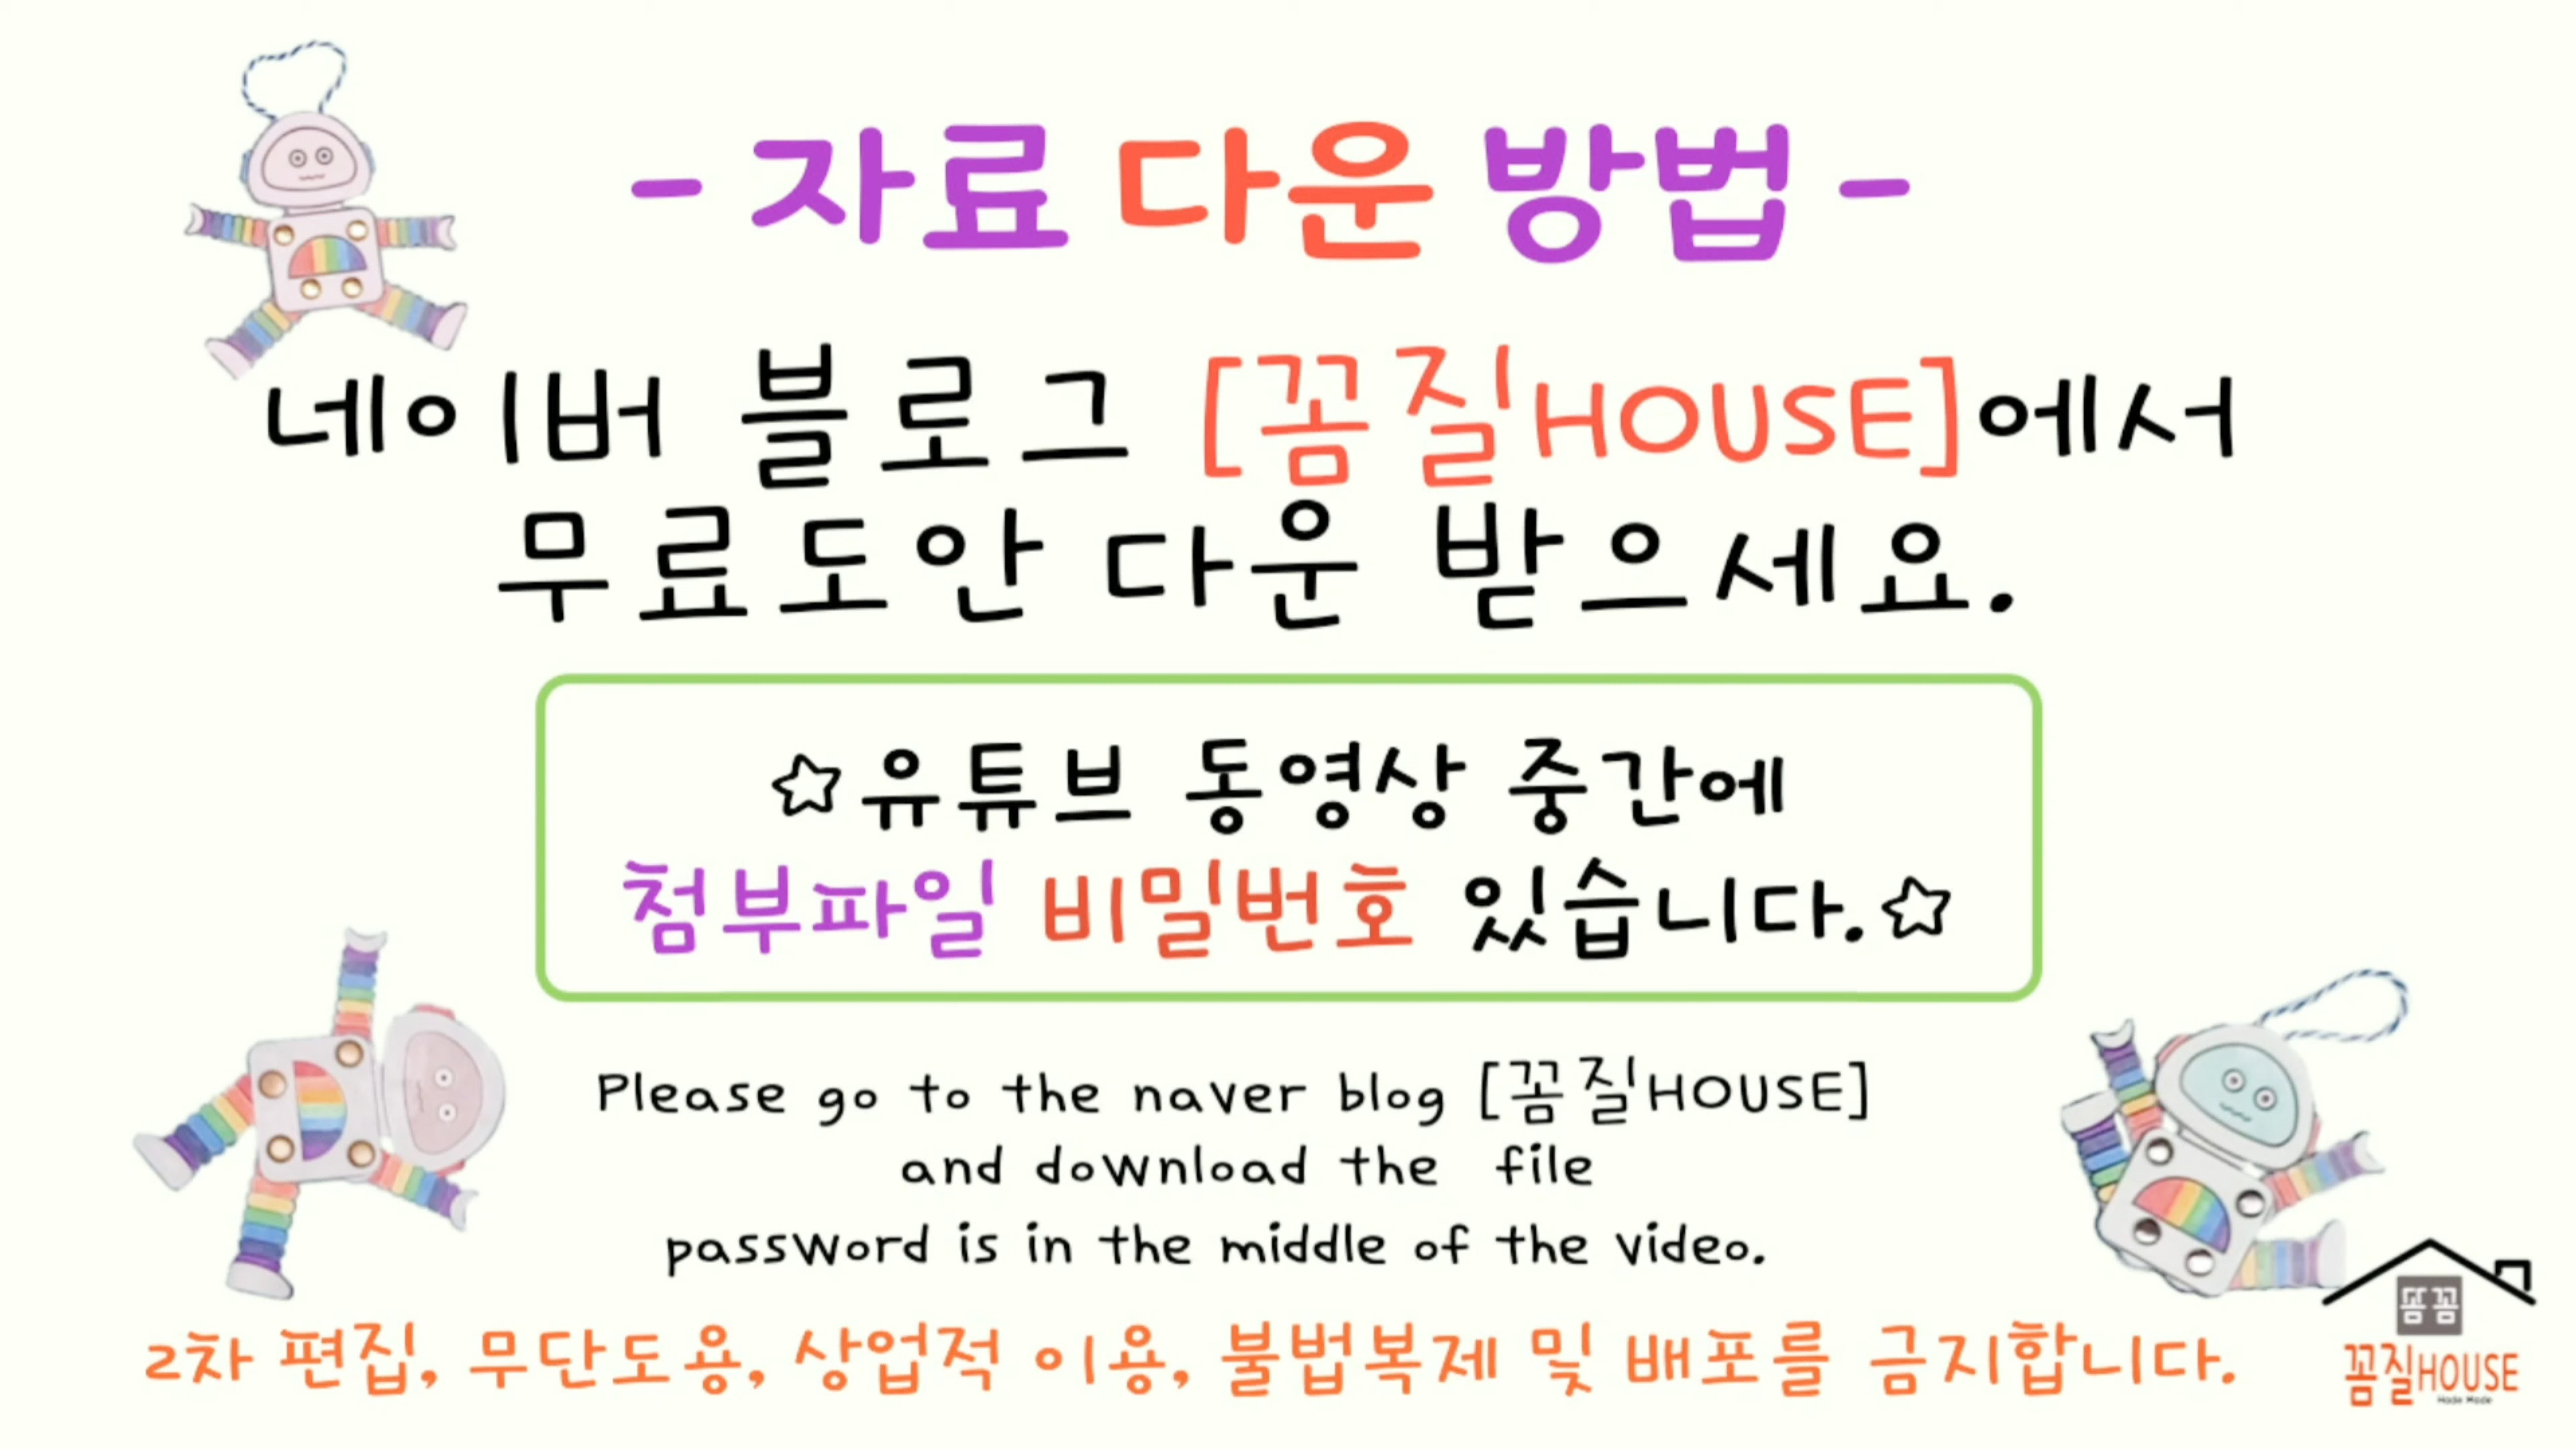 - 자료 다운 방법 -
네이버 블로그 [꼼질HOUSE]에서
무료도안 다운 받으세요.
☆유튜브 동영상 중간에
첨부파일 비밀번호 있습니다.☆
Please go to the naver blog [꼼질HOUSE]
and download the file
password is in the middle of the video.
2차 편집, 무단도용, 상업적 이용, 불법복제 및 배포를 금지합니다.
꼼질HOUSE